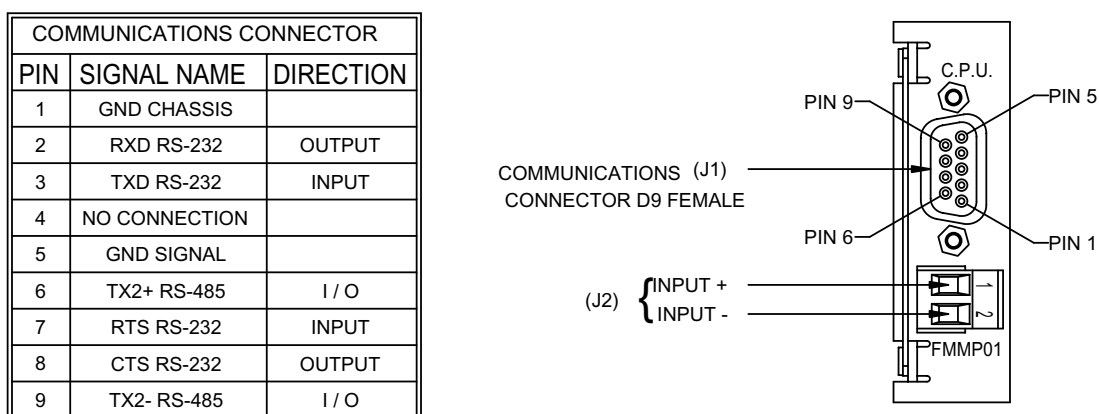 COMMUNICATIONS CONNECTOR
PIN SIGNAL NAME DIRECTION
1 GND CHASSIS
2 RXD RS-232 OUTPUT
3 TXD RS-232 INPUT
4 NO CONNECTION
5 GND SIGNAL
6 TX2+ RS-485 I / O
7 RTS RS-232 INPUT
8 CTS RS-232 OUTPUT
9 TX2- RS-485 I / O
C.P.U.
PIN 9
PIN 5
COMMUNICATIONS (J1)
CONNECTOR D9 FEMALE
PIN 6
PIN 1
(J2)
INPUT +
INPUT -
1
2
FMMP01